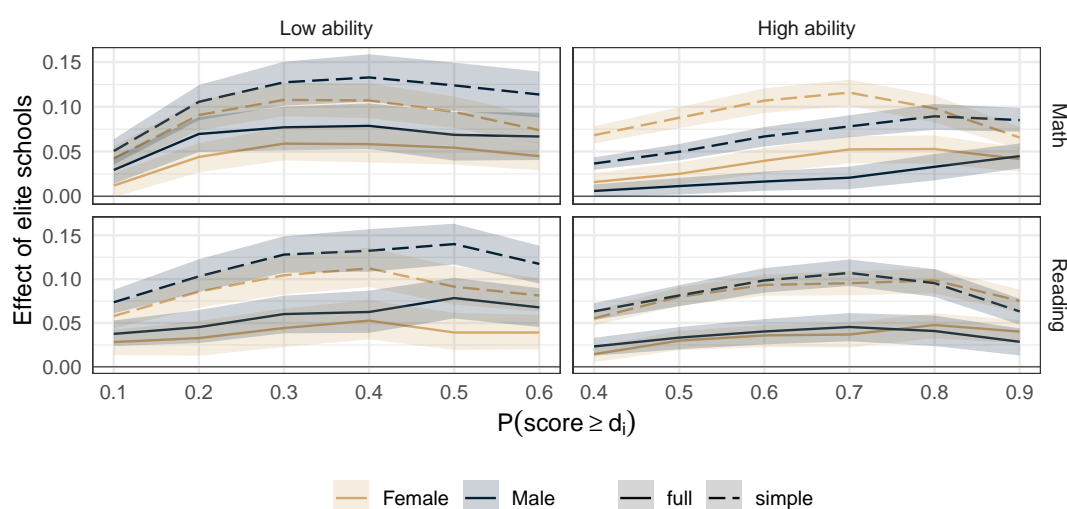 Low ability High ability
0.15
0.10
0.05
0.00
Math
0.15
0.10
0.05
0.00
Reading
Effect of elite schools
0.1 0.2 0.3 0.4 0.5 0.6 0.4 0.5 0.6 0.7 0.8 0.9
P(score ≥ dᵢ)
Female Male full simple